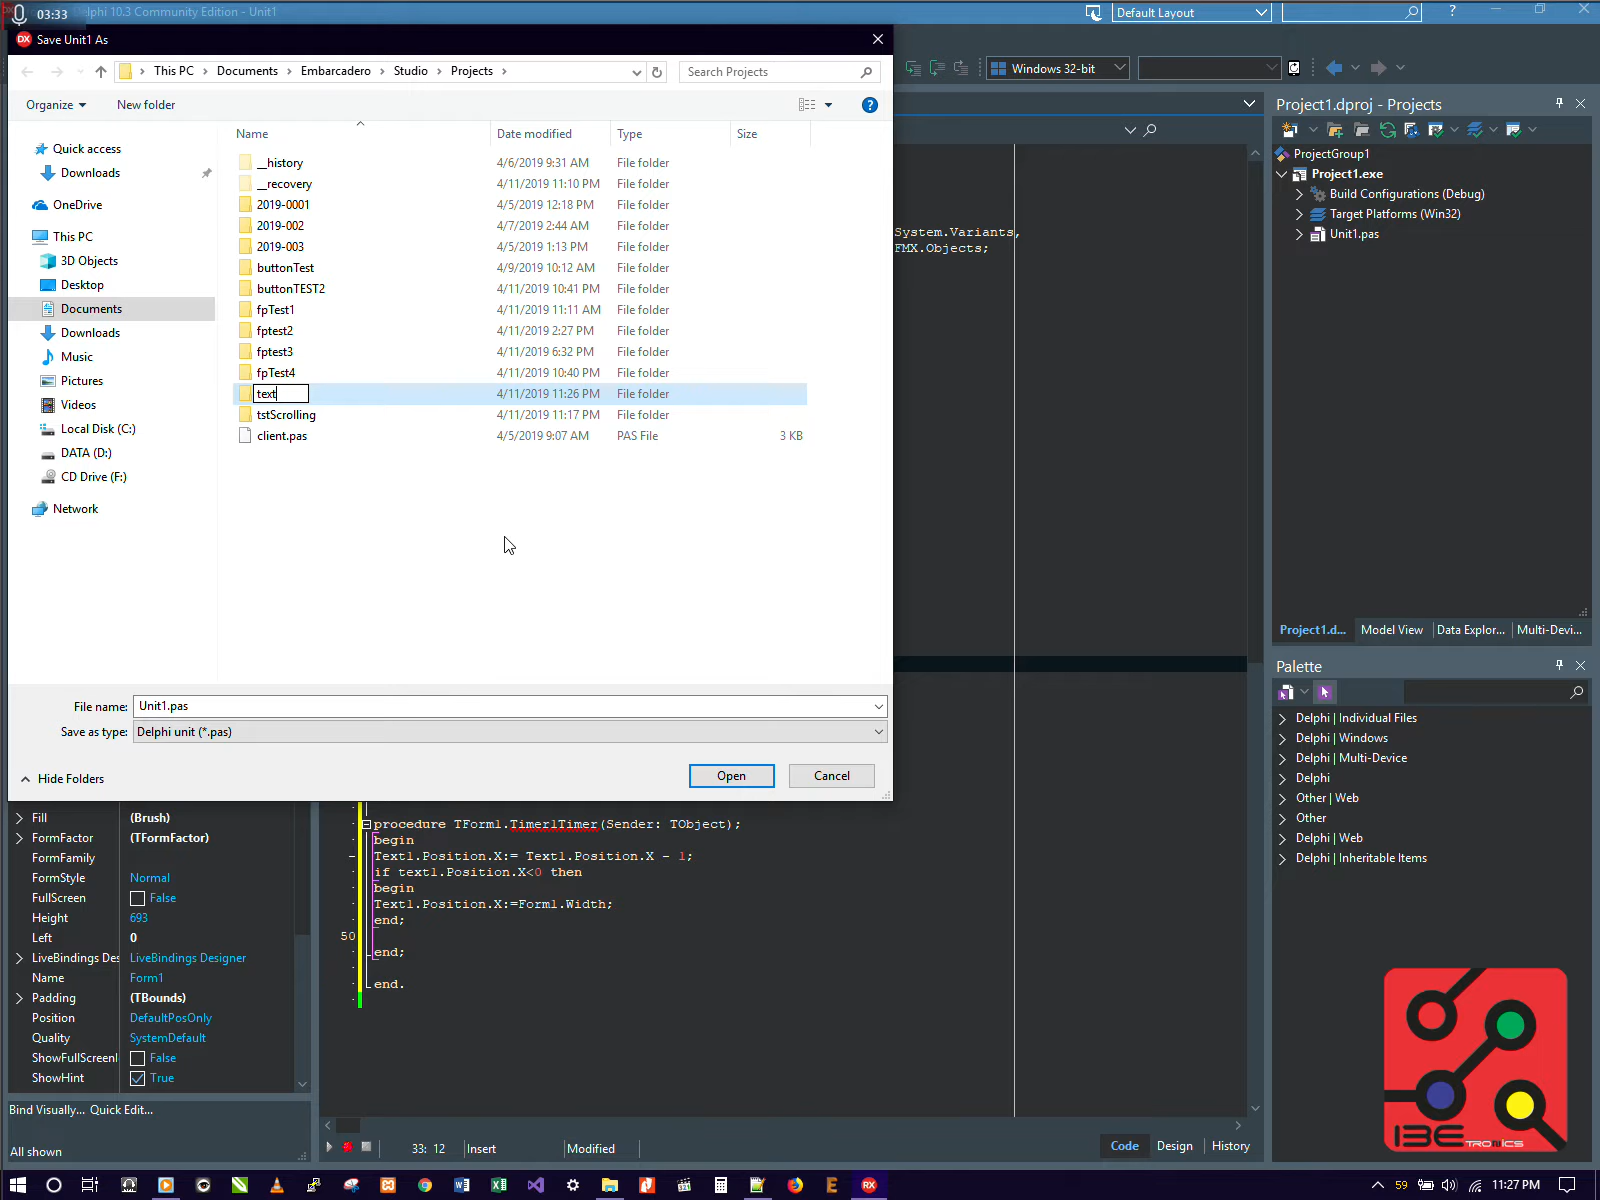 03:33
elphi 10.3 Community Edition - Unit1
Default Layout
?
DX Save Unit1 As
This PC > Documents > Embarcadero > Studio > Projects >
Search Projects
Organize
New folder
?
Name
Date modified
Type
Size
Quick access
Downloads
OneDrive
This PC
3D Objects
Desktop
Documents
Downloads
Music
Pictures
Videos
Local Disk (C:)
DATA (D:)
CD Drive (F:)
Network
__history 4/6/2019 9:31 AM File folder
__recovery 4/11/2019 11:10 PM File folder
2019-0001 4/5/2019 12:18 PM File folder
2019-002 4/7/2019 2:44 AM File folder
2019-003 4/5/2019 1:13 PM File folder
buttonTest 4/9/2019 10:12 AM File folder
buttonTEST2 4/11/2019 10:41 PM File folder
fpTest1 4/11/2019 11:11 AM File folder
fptest2 4/11/2019 2:27 PM File folder
fptest3 4/11/2019 6:32 PM File folder
fpTest4 4/11/2019 10:40 PM File folder
text 4/11/2019 11:26 PM File folder
tstScrolling 4/11/2019 11:17 PM File folder
client.pas 4/5/2019 9:07 AM PAS File 3 KB
File name: Unit1.pas
Save as type: Delphi unit (*.pas)
Hide Folders
Open
Cancel
Windows 32-bit
System.Variants,
FMX.Objects;
Project1.dproj - Projects
ProjectGroup1
Project1.exe
Build Configurations (Debug)
Target Platforms (Win32)
Unit1.pas
Project1.d...
Model View
Data Explor...
Multi-Devi...
Palette
Delphi | Individual Files
Delphi | Windows
Delphi | Multi-Device
Delphi
Other | Web
Other
Delphi | Web
Delphi | Inheritable Items
Fill (Brush)
FormFactor (TFormFactor)
FormFamily
FormStyle Normal
FullScreen False
Height 693
Left 0
LiveBindings Des LiveBindings Designer
Name Form1
Padding (TBounds)
Position DefaultPosOnly
Quality SystemDefault
ShowFullScreenI False
ShowHint True
Bind Visually... Quick Edit...
All shown
procedure TForm1.Timer1Timer(Sender: TObject);
begin
Text1.Position.X:= Text1.Position.X - 1;
if text1.Position.X<0 then
begin
Text1.Position.X:=Form1.Width;
end;
50
end;
end.
33: 12
Insert
Modified
Code
Design
History
I3E TRONICS
59
11:27 PM